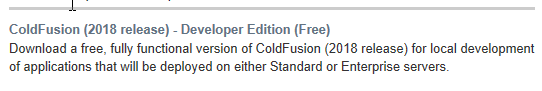 ColdFusion (2018 release) - Developer Edition (Free)
Download a free, fully functional version of ColdFusion (2018 release) for local development
of applications that will be deployed on either Standard or Enterprise servers.